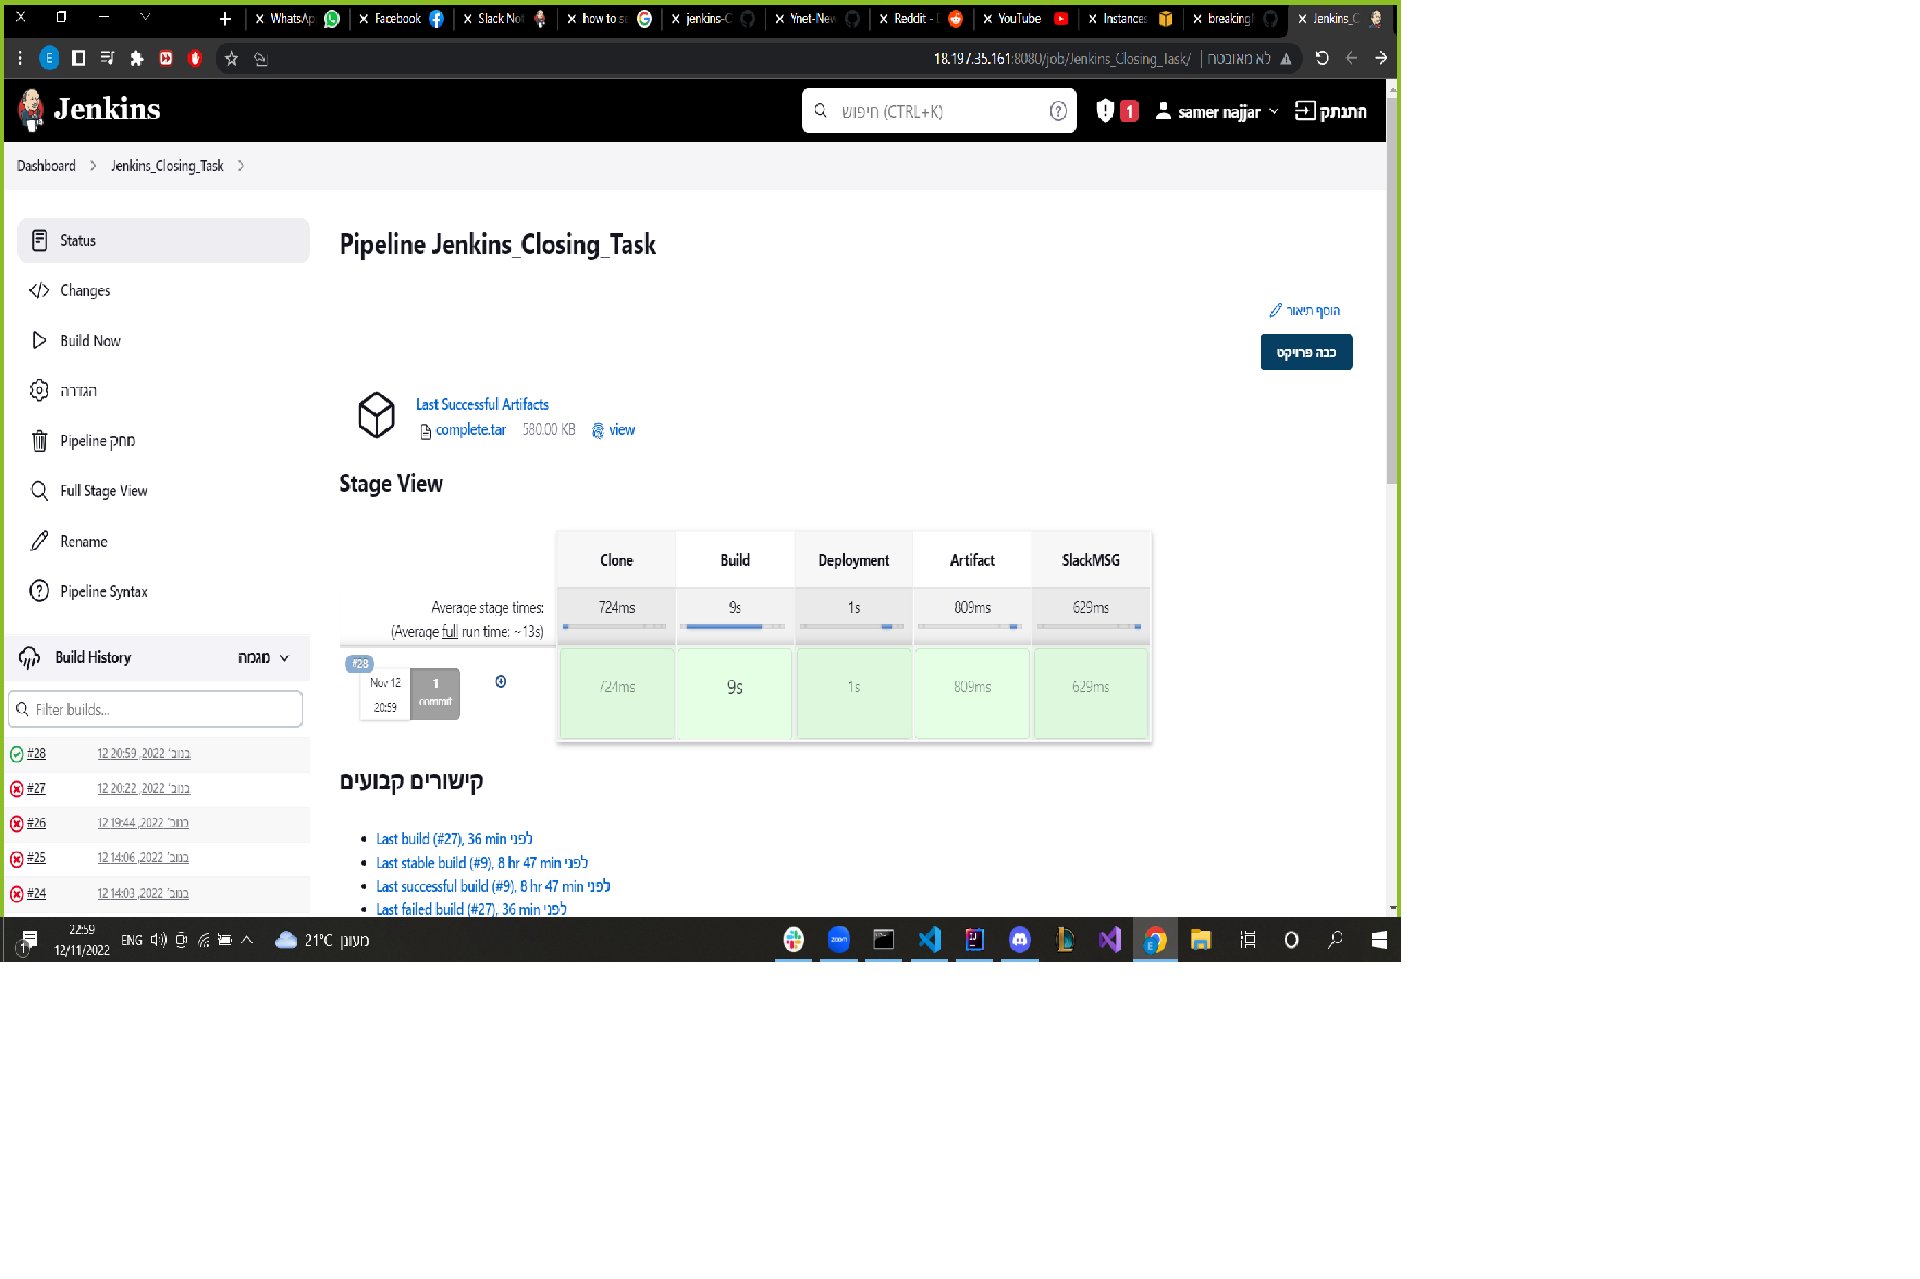 WhatsAp
Facebook
Slack Not
how to se
jenkins-C
Ynet-New
Reddit -
YouTube
Instances
breaking
Jenkins_C
E
18.197.35.161:8080/job/Jenkins_Closing_Task/ | לא מאובטח
Jenkins
חיפוש (CTRL+K)
1
samer najjar
התנתק
Dashboard
Jenkins_Closing_Task
Status
Changes
Build Now
הגדרה
מחק Pipeline
Full Stage View
Rename
Pipeline Syntax
Build History
מגמה
Filter builds...
#28 12 בנוב׳ 2022, 20:59
#27 12 בנוב׳ 2022, 20:22
#26 12 בנוב׳ 2022, 19:44
#25 12 בנוב׳ 2022, 14:06
#24 12 בנוב׳ 2022, 14:03
Pipeline Jenkins_Closing_Task
הוסף תיאור
כבה פרויקט
Last Successful Artifacts
complete.tar 580.00 KB view
Stage View
Clone Build Deployment Artifact SlackMSG
Average stage times: 724ms 9s 1s 809ms 629ms
(Average full run time: ~13s)
#28
Nov 12
20:59
1
commit
724ms 9s 1s 809ms 629ms
קישורים קבועים
Last build (#27), 36 min לפני
Last stable build (#9), 8 hr 47 min לפני
Last successful build (#9), 8 hr 47 min לפני
Last failed build (#27), 36 min לפני
1
22:59
12/11/2022
ENG
21°C מעונן
zoom